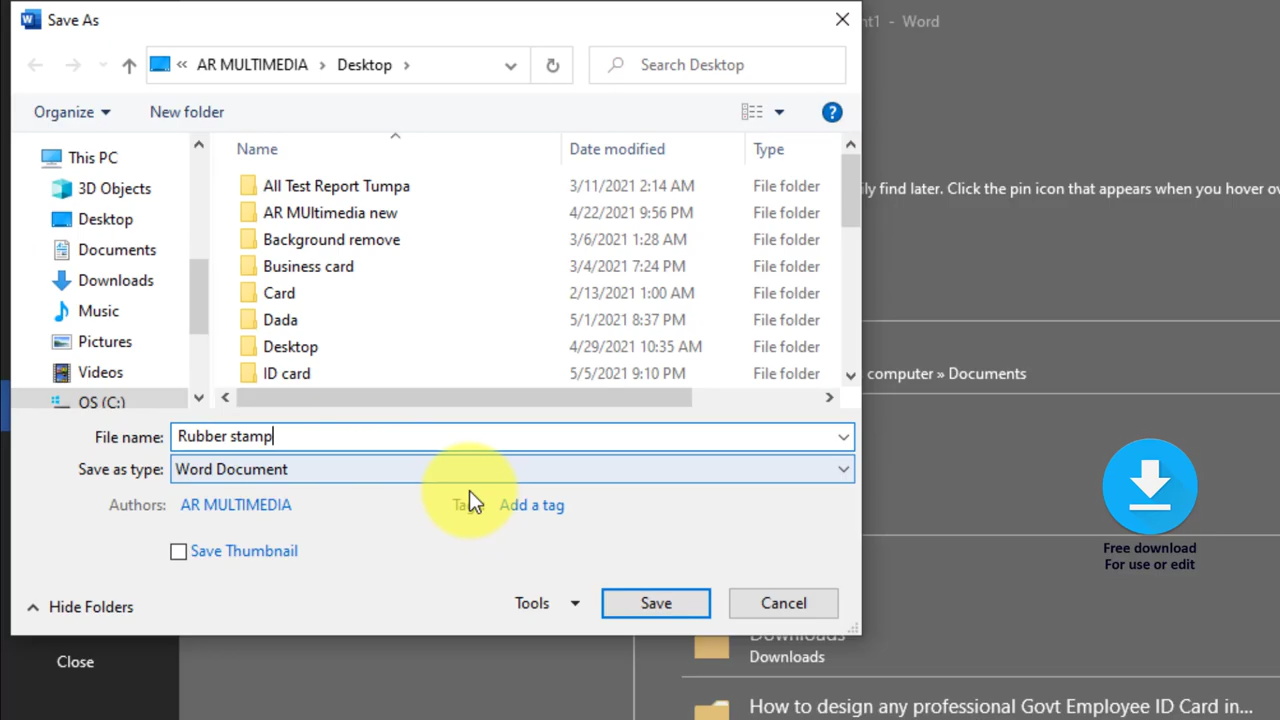 Save As
nt1 - Word
« AR MULTIMEDIA › Desktop ›
Search Desktop
Organize
New folder
Name
Date modified
Type
This PC
3D Objects
Desktop
Documents
Downloads
Music
Pictures
Videos
OS (C:)
All Test Report Tumpa 3/11/2021 2:14 AM File folder
AR MUltimedia new 4/22/2021 9:56 PM File folder
Background remove 3/6/2021 1:28 AM File folder
Business card 3/4/2021 7:24 PM File folder
Card 2/13/2021 1:00 AM File folder
Dada 5/1/2021 8:37 PM File folder
Desktop 4/29/2021 10:35 AM File folder
ID card 5/5/2021 9:10 PM File folder
ily find later. Click the pin icon that appears when you hover ov
computer » Documents
File name: Rubber stamp
Save as type: Word Document
Authors: AR MULTIMEDIA
Add a tag
Save Thumbnail
Free download
For use or edit
Hide Folders
Tools
Save
Cancel
Close
Downloads
Downloads
How to design any professional Govt Employee ID Card in...